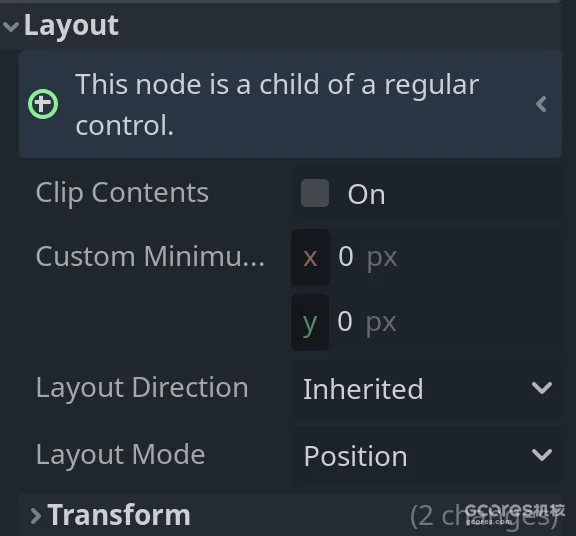 Layout
This node is a child of a regular
control.
Clip Contents On
Custom Minimu... x 0 px
y 0 px
Layout Direction Inherited
Layout Mode Position
Transform (2 changes)
gcores机核
gcores.com